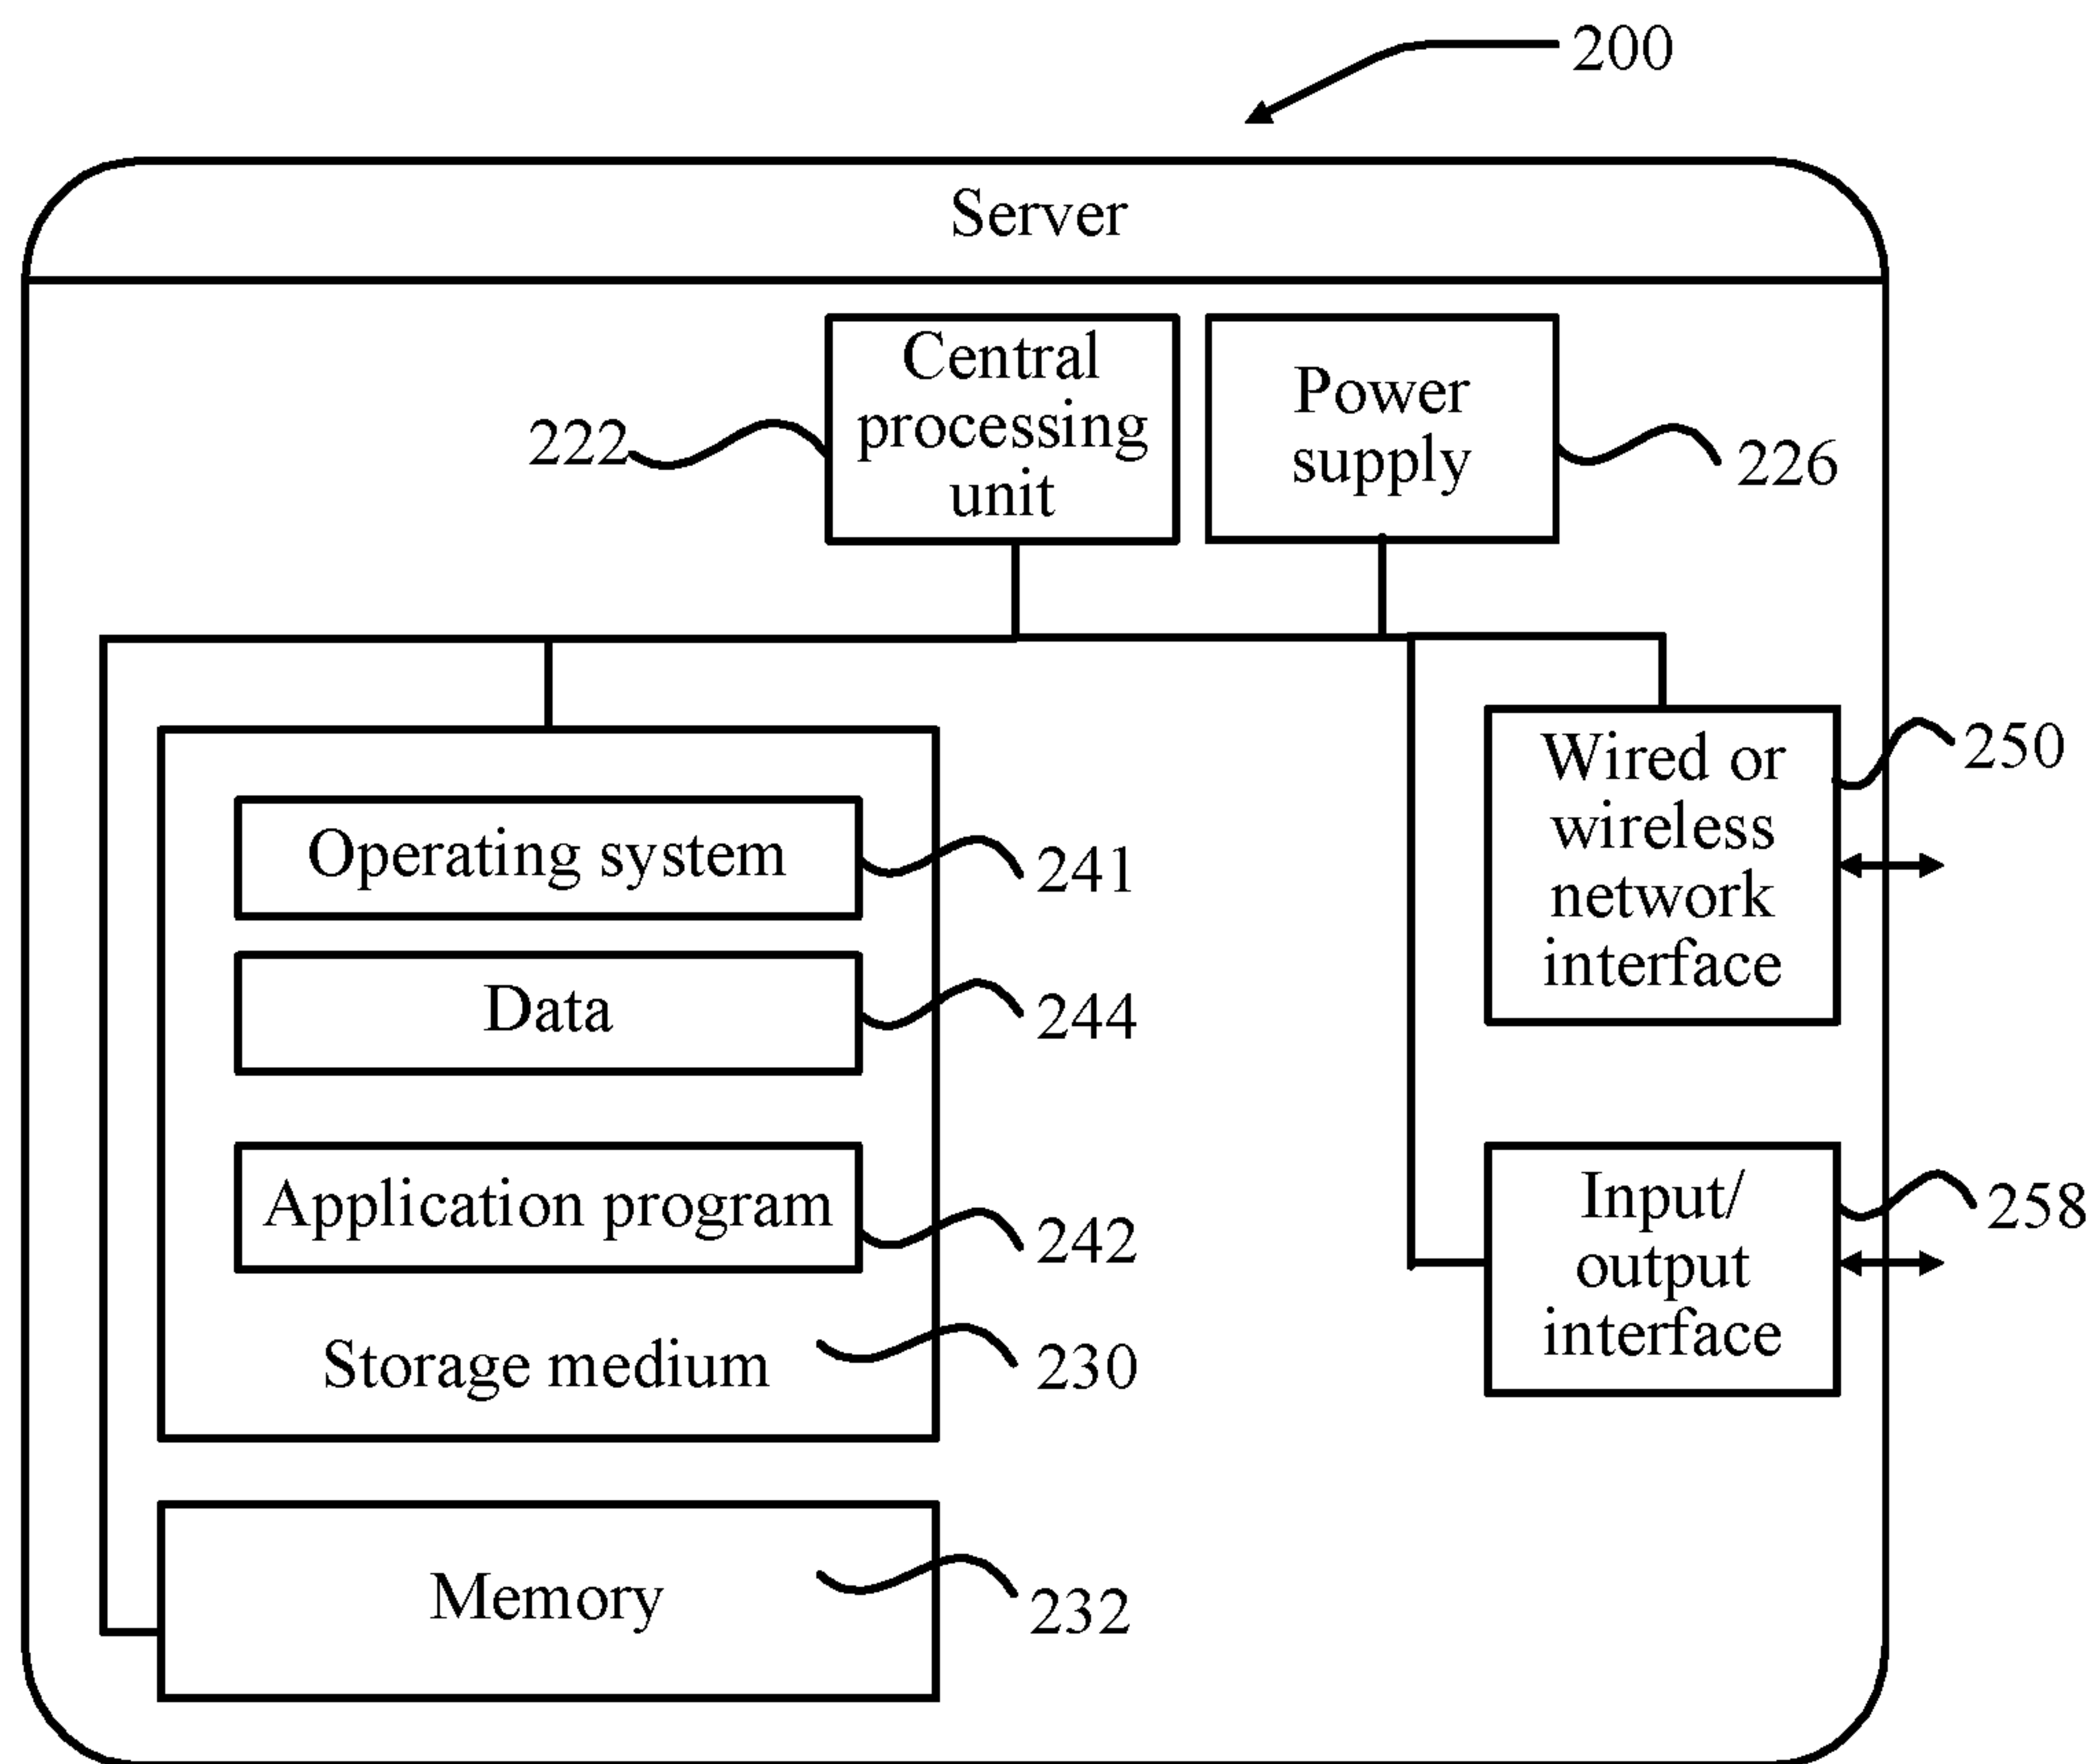 200
Server
Central
processing
unit
222
Power
supply
226
Wired or
wireless
network
interface
250
Operating system
241
Data
244
Application program
242
Storage medium
230
Input/
output
interface
258
Memory
232